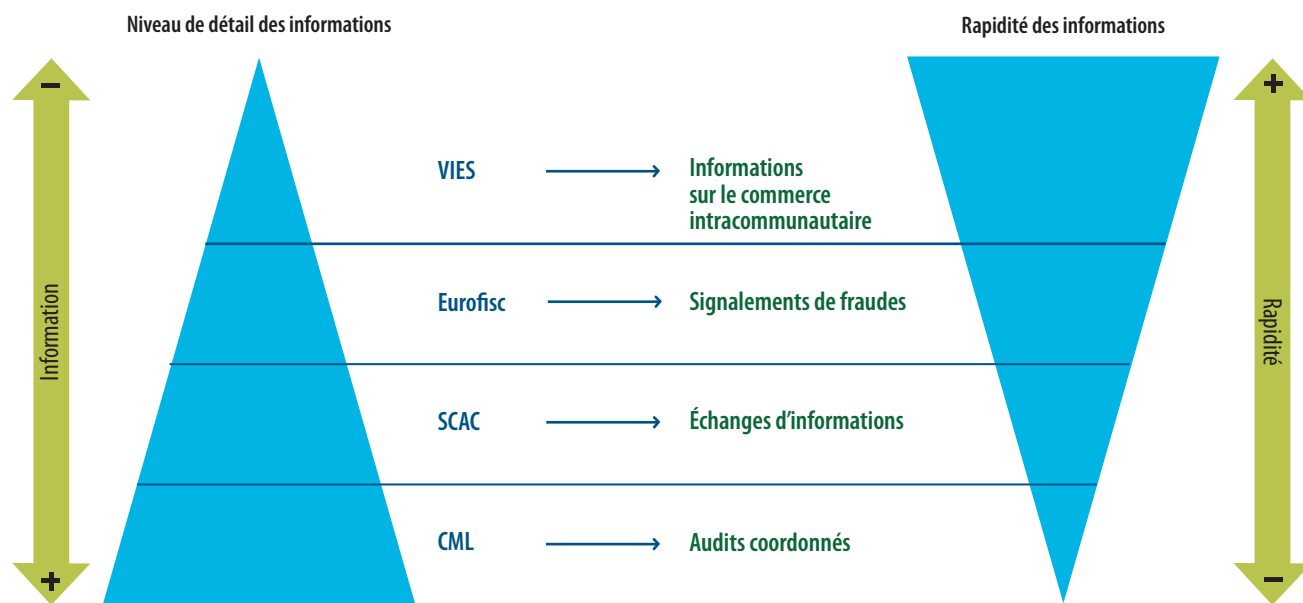 Niveau de détail des informations
Rapidité des informations
−
+
VIES
Informations
sur le commerce
intracommunautaire
Information
Eurofisc
Signalements de fraudes
Rapidité
SCAC
Échanges d’informations
CML
Audits coordonnés
+
−